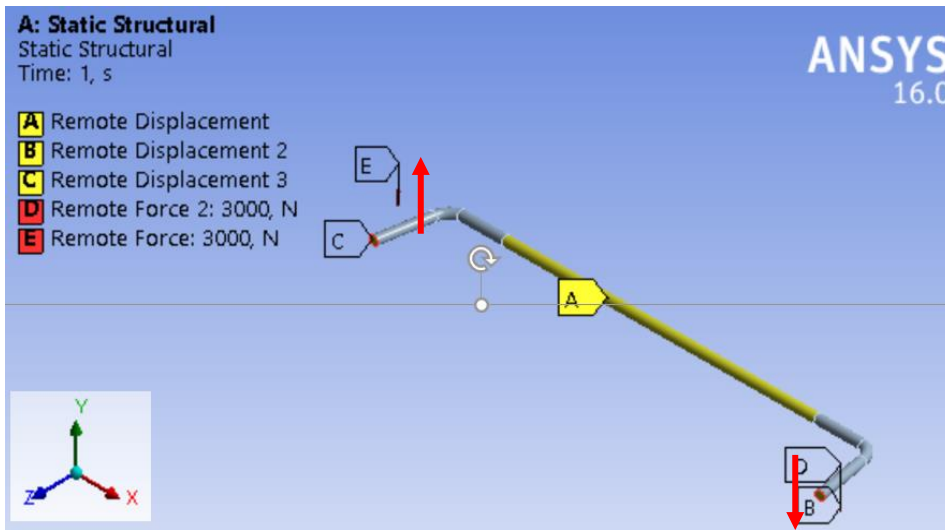 A: Static Structural
Static Structural
Time: 1, s
A Remote Displacement
B Remote Displacement 2
C Remote Displacement 3
D Remote Force 2: 3000, N
E Remote Force: 3000, N
ANSYS
16.0
E
C
A
D
B
Y
Z
X